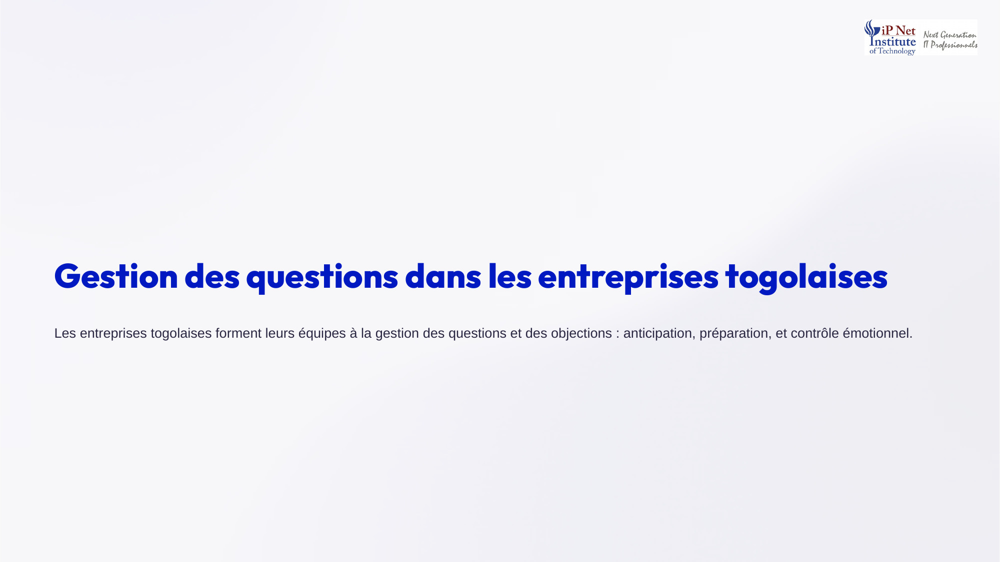 iP Net
Institute
of Technology
Next Generation
IT Professionnels
Gestion des questions dans les entreprises togolaises
Les entreprises togolaises forment leurs équipes à la gestion des questions et des objections : anticipation, préparation, et contrôle émotionnel.